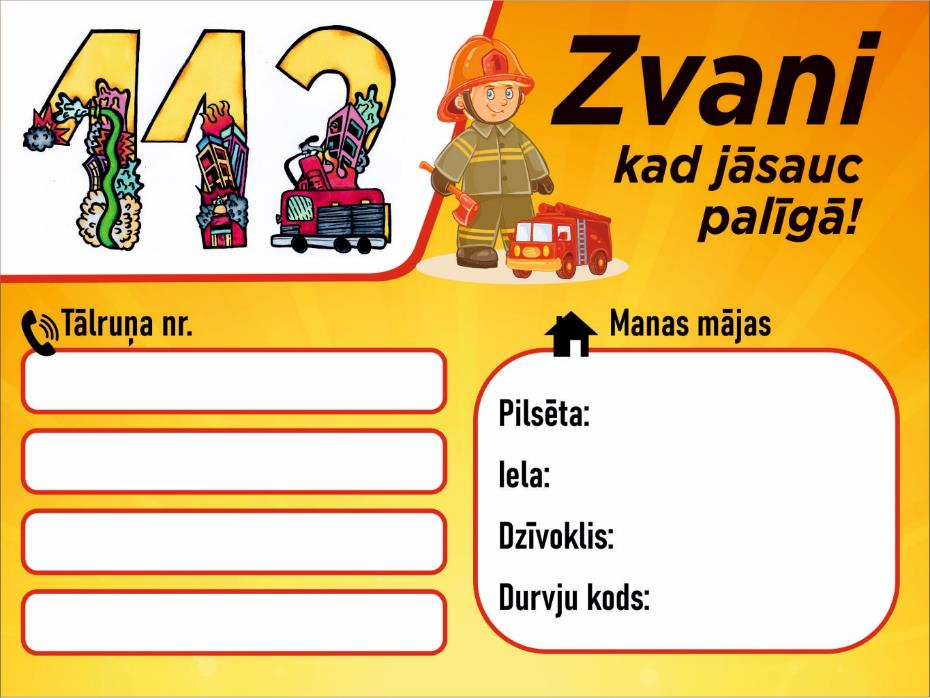 112
Zvani
kad jāsauc
palīgā!
Tālruņa nr.
Manas mājas
Pilsēta:
Iela:
Dzīvoklis:
Durvju kods: